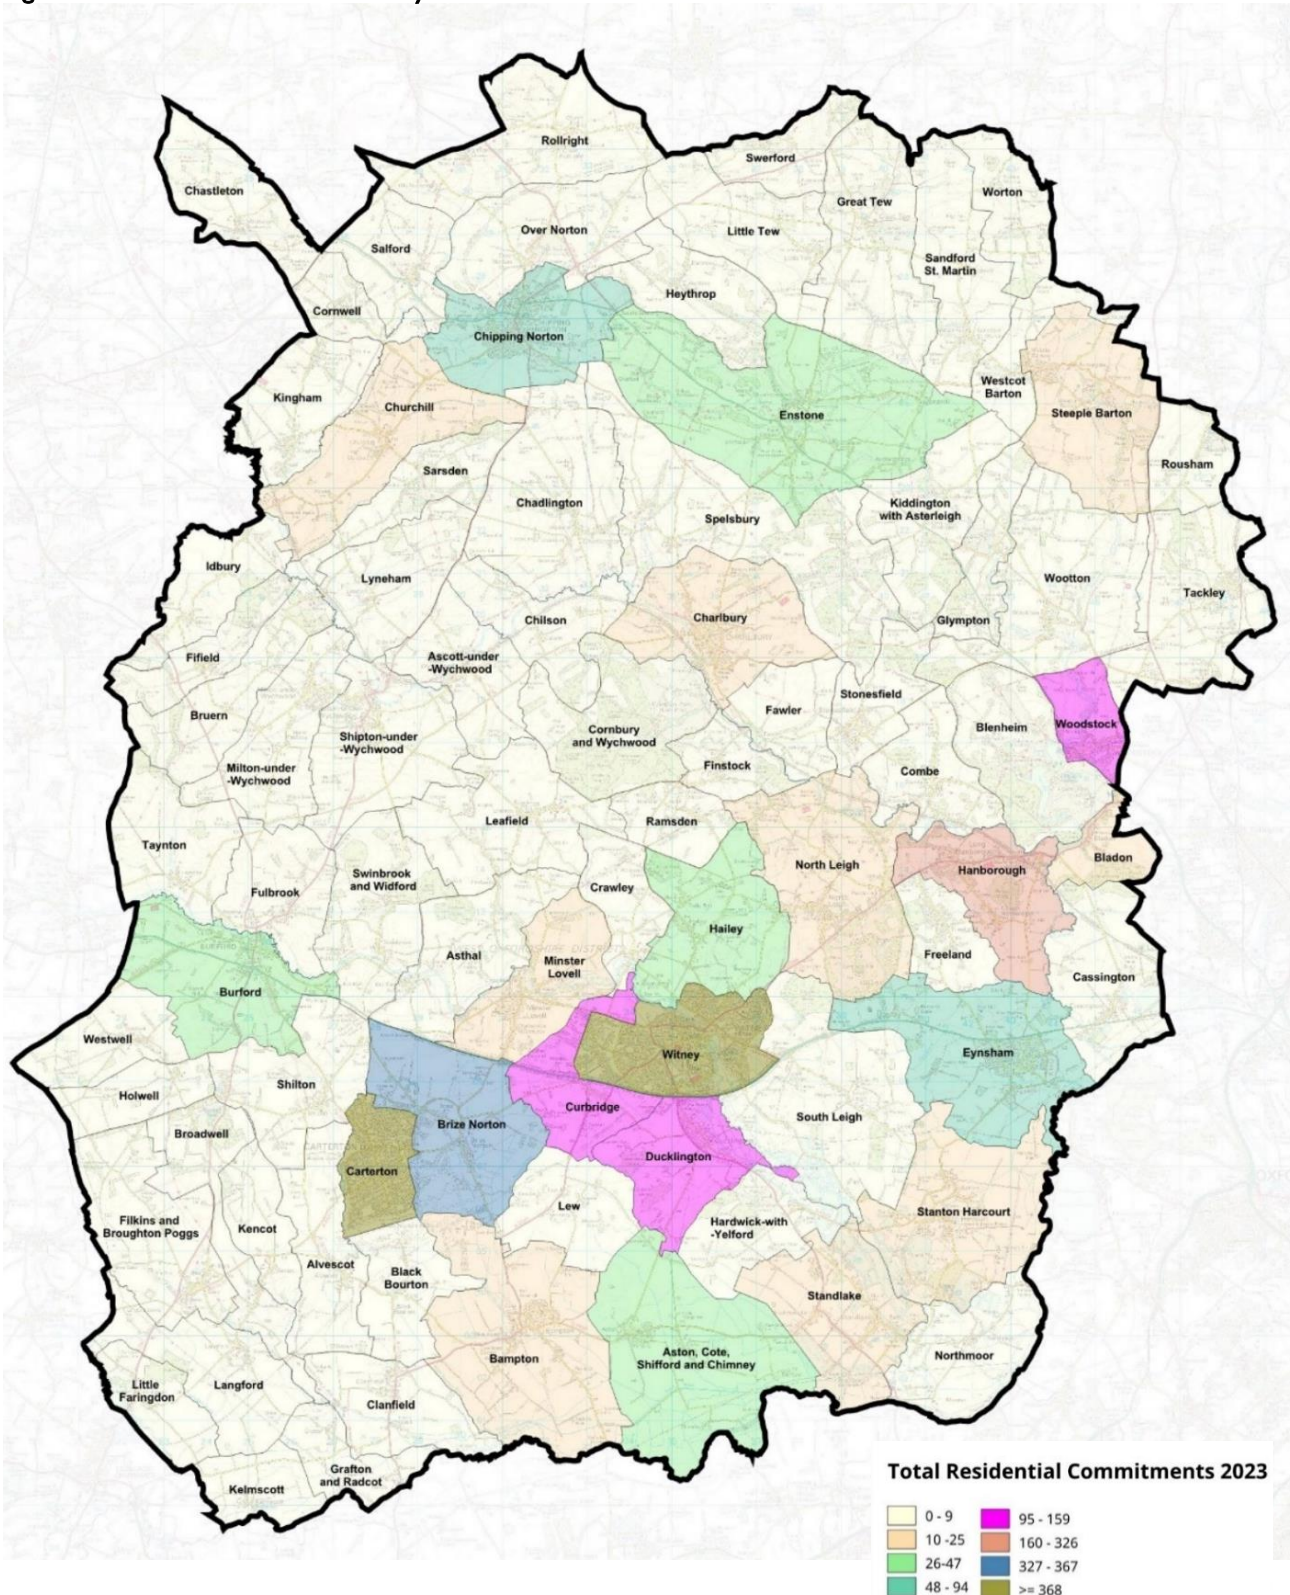 Rollright
Swerford
Chastleton
Worton
Great Tew
Over Norton
Little Tew
Salford
Sandford
St. Martin
Heythrop
Cornwell
Chipping Norton
Westcot
Barton
Kingham
Churchill
Enstone
Steeple Barton
Sarsden
Rousham
Chadlington
Kiddington
with Asterleigh
Spelsbury
Idbury
Lyneham
Wootton
Tackley
Chilson
Charlbury
Glympton
Fifield
Ascott-under
-Wychwood
Stonesfield
Fawler
Bruern
Woodstock
Blenheim
Cornbury
and Wychwood
Shipton-under
-Wychwood
Finstock
Milton-under
-Wychwood
Combe
Leafield
Ramsden
Taynton
Bladon
North Leigh
Hanborough
Swinbrook
and Widford
Fulbrook
Crawley
Hailey
Asthal
Freeland
Minster
Lovell
Cassington
Burford
Westwell
Witney
Eynsham
Shilton
Holwell
Curbridge
South Leigh
Brize Norton
Broadwell
Ducklington
Carterton
Lew
Stanton Harcourt
Filkins and
Broughton Poggs
Kencot
Hardwick-with
-Yelford
Alvescot
Black
Bourton
Standlake
Bampton
Aston, Cote,
Shifford and Chimney
Northmoor
Little
Faringdon
Langford
Clanfield
Grafton
and Radcot
Kelmscott
Total Residential Commitments 2023
0 - 9
10 -25
26-47
48 - 94
95 - 159
160 - 326
327 - 367
>= 368